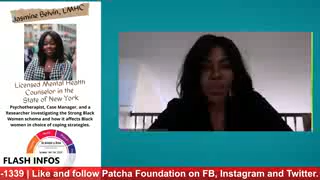 Jasmine Belvin, LMHC
Licensed Mental Health
Counselor in the
State of New York
Psychotherapist, Case Manager, and a
Researcher investigating the Strong Black
Women schema and how it affects Black
women in choice of coping strategies.
FLASH INFOS
-1339 | Like and follow Patcha Foundation on FB, Instagram and Twitter.